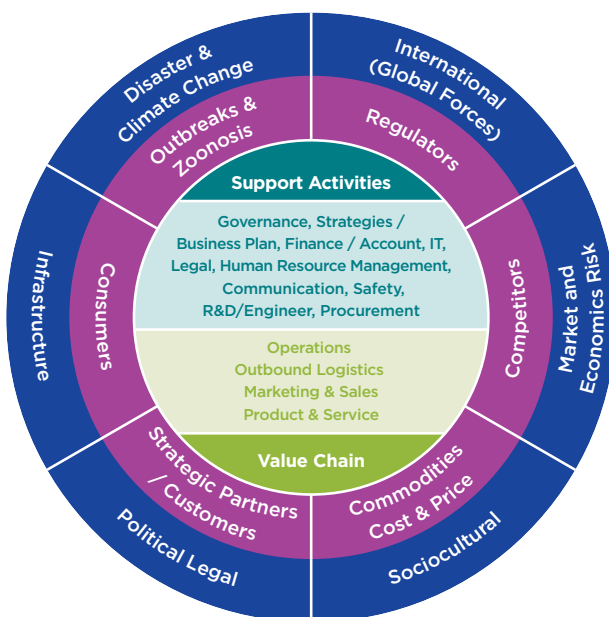 Disaster &
Climate Change
International
(Global Forces)
Outbreaks &
Zoonosis
Regulators
Support Activities
Governance, Strategies /
Business Plan, Finance / Account, IT,
Legal, Human Resource Management,
Communication, Safety,
R&D/Engineer, Procurement
Infrastructure
Consumers
Competitors
Market and
Economics Risk
Operations
Outbound Logistics
Marketing & Sales
Product & Service
Value Chain
Strategic Partners
/ Customers
Commodities
Cost & Price
Political Legal
Sociocultural